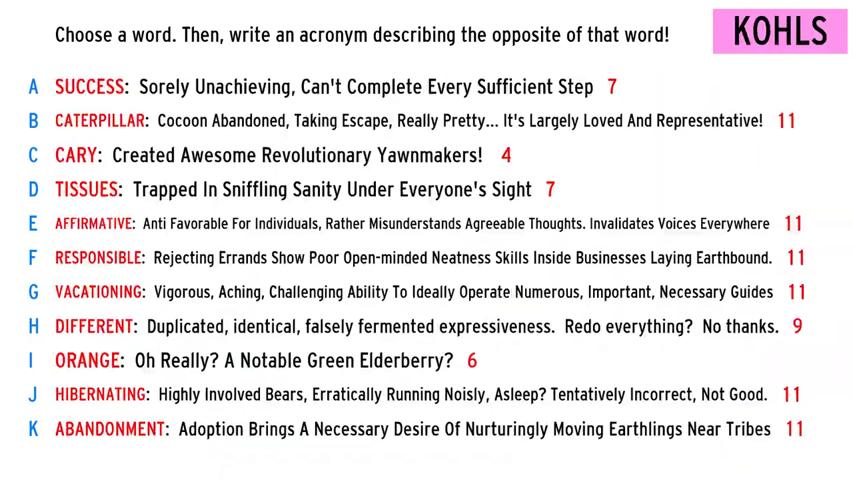 Choose a word. Then, write an acronym describing the opposite of that word!
KOHLS
A SUCCESS: Sorely Unachieving, Can't Complete Every Sufficient Step 7
B CATERPILLAR: Cocoon Abandoned, Taking Escape, Really Pretty... It's Largely Loved And Representative! 11
C CARY: Created Awesome Revolutionary Yawnmakers! 4
D TISSUES: Trapped In Sniffling Sanity Under Everyone's Sight 7
E AFFIRMATIVE: Anti Favorable For Individuals, Rather Misunderstands Agreeable Thoughts. Invalidates Voices Everywhere 11
F RESPONSIBLE: Rejecting Errands Show Poor Open-minded Neatness Skills Inside Businesses Laying Earthbound. 11
G VACATIONING: Vigorous, Aching, Challenging Ability To Ideally Operate Numerous, Important, Necessary Guides 11
H DIFFERENT: Duplicated, identical, falsely fermented expressiveness. Redo everything? No thanks. 9
I ORANGE: Oh Really? A Notable Green Elderberry? 6
J HIBERNATING: Highly Involved Bears, Erratically Running Noisly, Asleep? Tentatively Incorrect, Not Good. 11
K ABANDONMENT: Adoption Brings A Necessary Desire Of Nurturingly Moving Earthlings Near Tribes 11